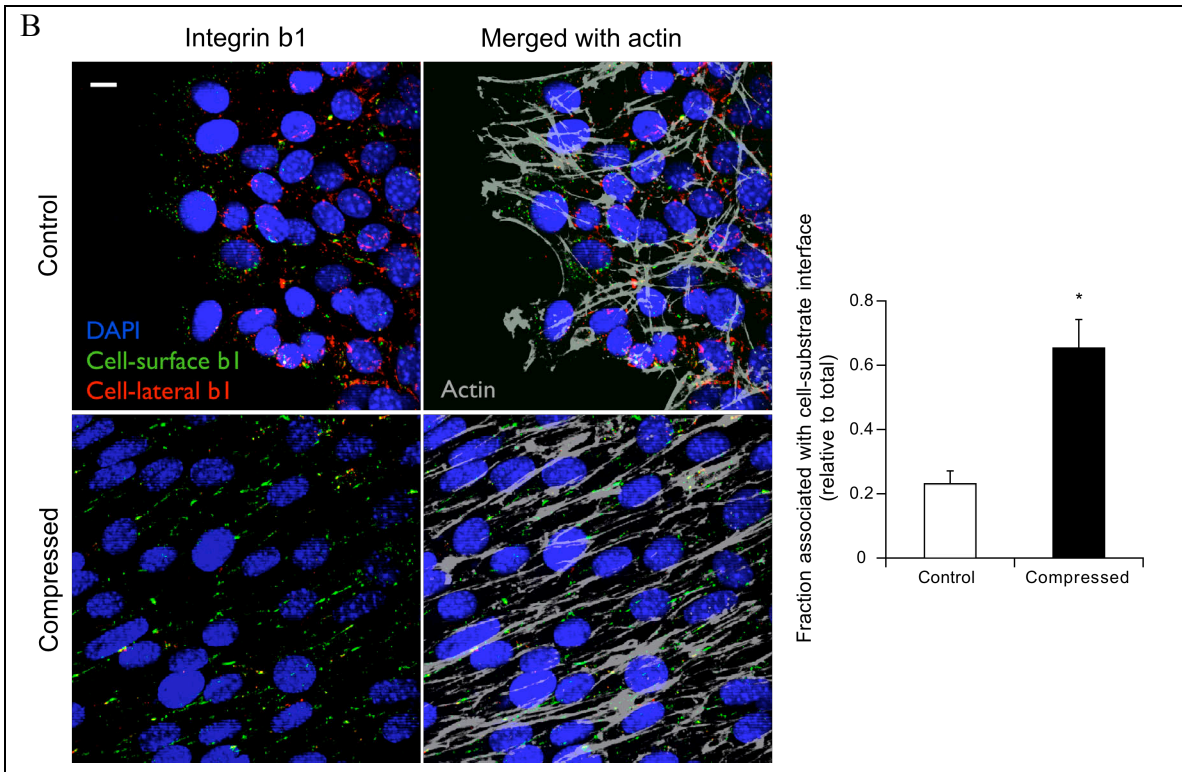 B
Integrin b1
Merged with actin
Control
DAPI
Cell-surface b1
Cell-lateral b1
Actin
Compressed
Fraction associated with cell-substrate interface
(relative to total)
0.8
0.6
0.4
0.2
0
*
Control
Compressed